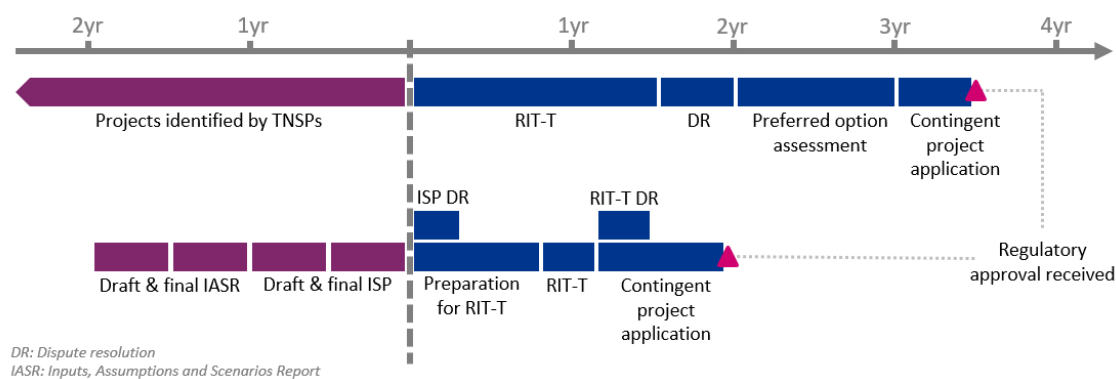 2yr
1yr
1yr
2yr
3yr
4yr
Projects identified by TNSPs
RIT-T
DR
Preferred option
assessment
Contingent
project
application
ISP DR
RIT-T DR
Draft & final IASR
Draft & final ISP
Preparation
for RIT-T
RIT-T
Contingent
project
application
Regulatory
approval received
DR: Dispute resolution
IASR: Inputs, Assumptions and Scenarios Report